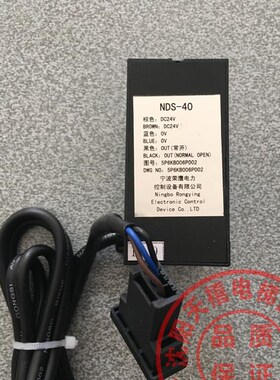 NDS-40
棕色: DC24V
BROWN: DC24V
蓝色: 0V
BLUE: 0V
黑色: OUT(常开)
BLACK: OUT(NORMAL OPEN)
图号: 5P6KB006P002
DWG NO: 5P6KB006P002
宁波荣鹰电力
控制设备有限公司
Ningbo Rongying
Electronic Control
Device Co.,LTD